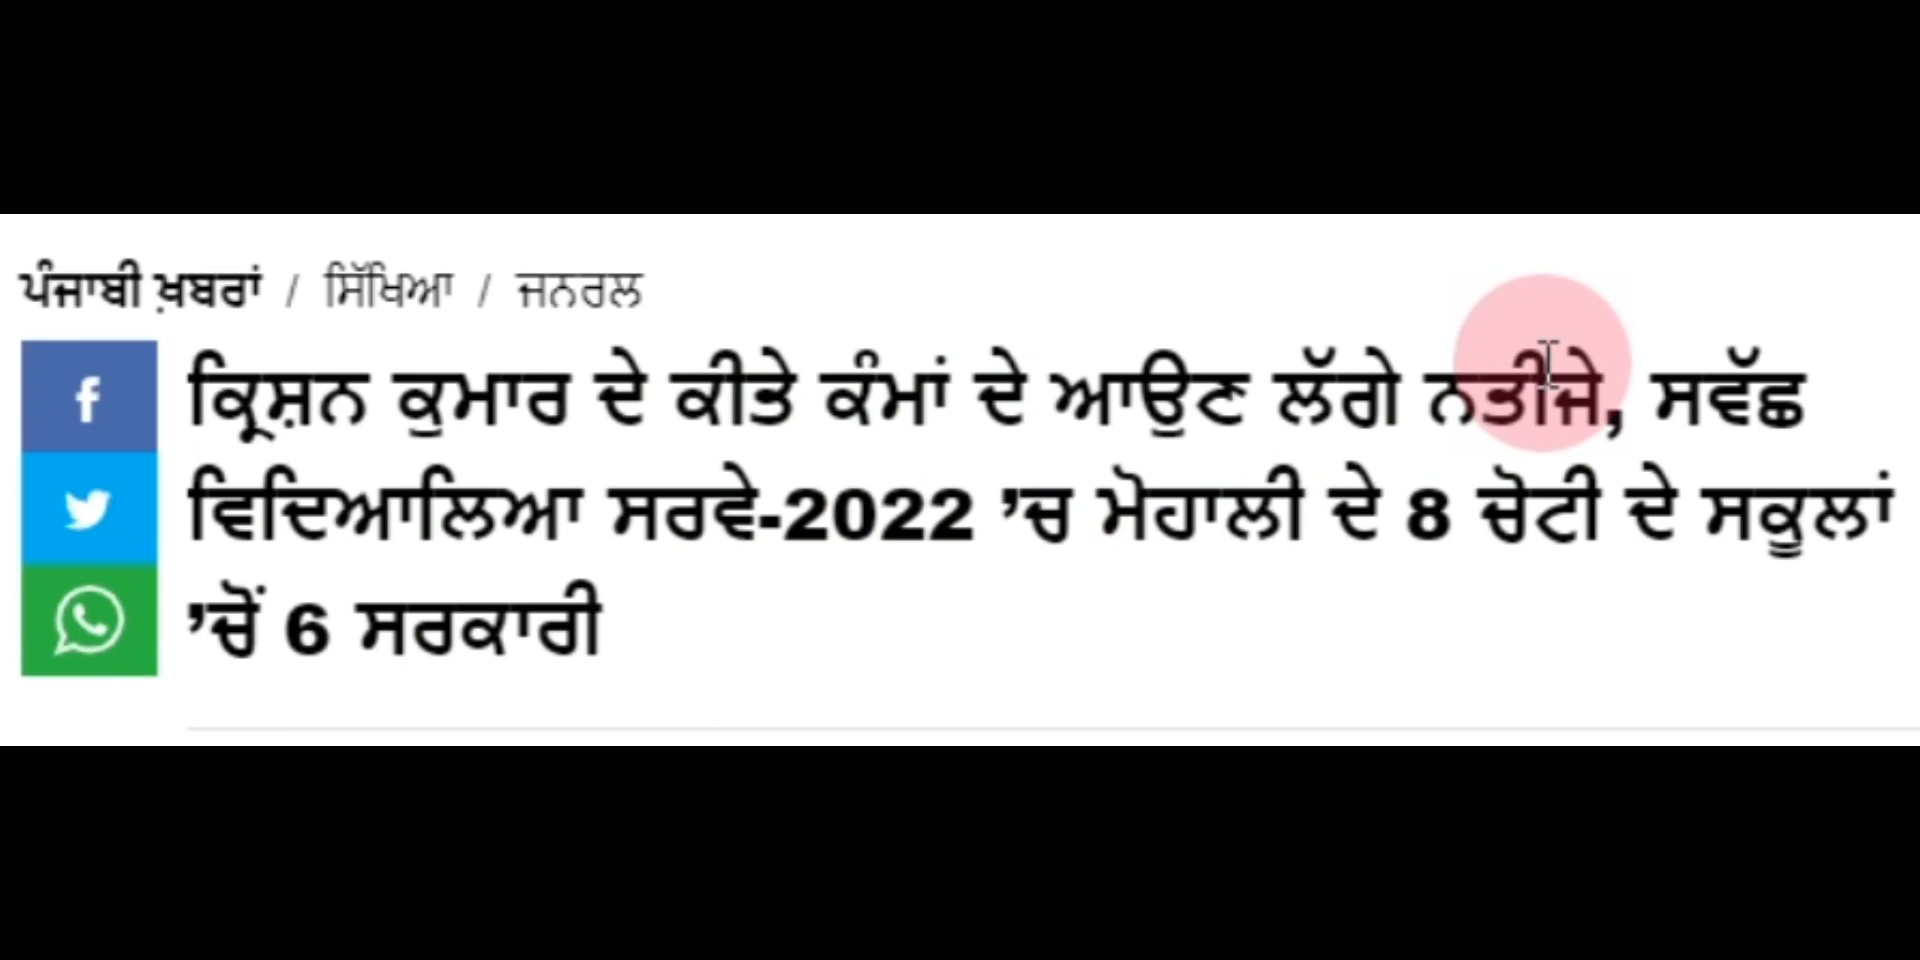 ਪੰਜਾਬੀ ਖ਼ਬਰਾਂ / ਸਿੱਖਿਆ / ਜਨਰਲ
ਕ੍ਰਿਸ਼ਨ ਕੁਮਾਰ ਦੇ ਕੀਤੇ ਕੰਮਾਂ ਦੇ ਆਉਣ ਲੱਗੇ ਨਤੀਜੇ, ਸਵੱਛ
ਵਿਦਿਆਲਿਆ ਸਰਵੇ-2022 ’ਚ ਮੋਹਾਲੀ ਦੇ 8 ਚੋਟੀ ਦੇ ਸਕੂਲਾਂ
’ਚੋਂ 6 ਸਰਕਾਰੀ